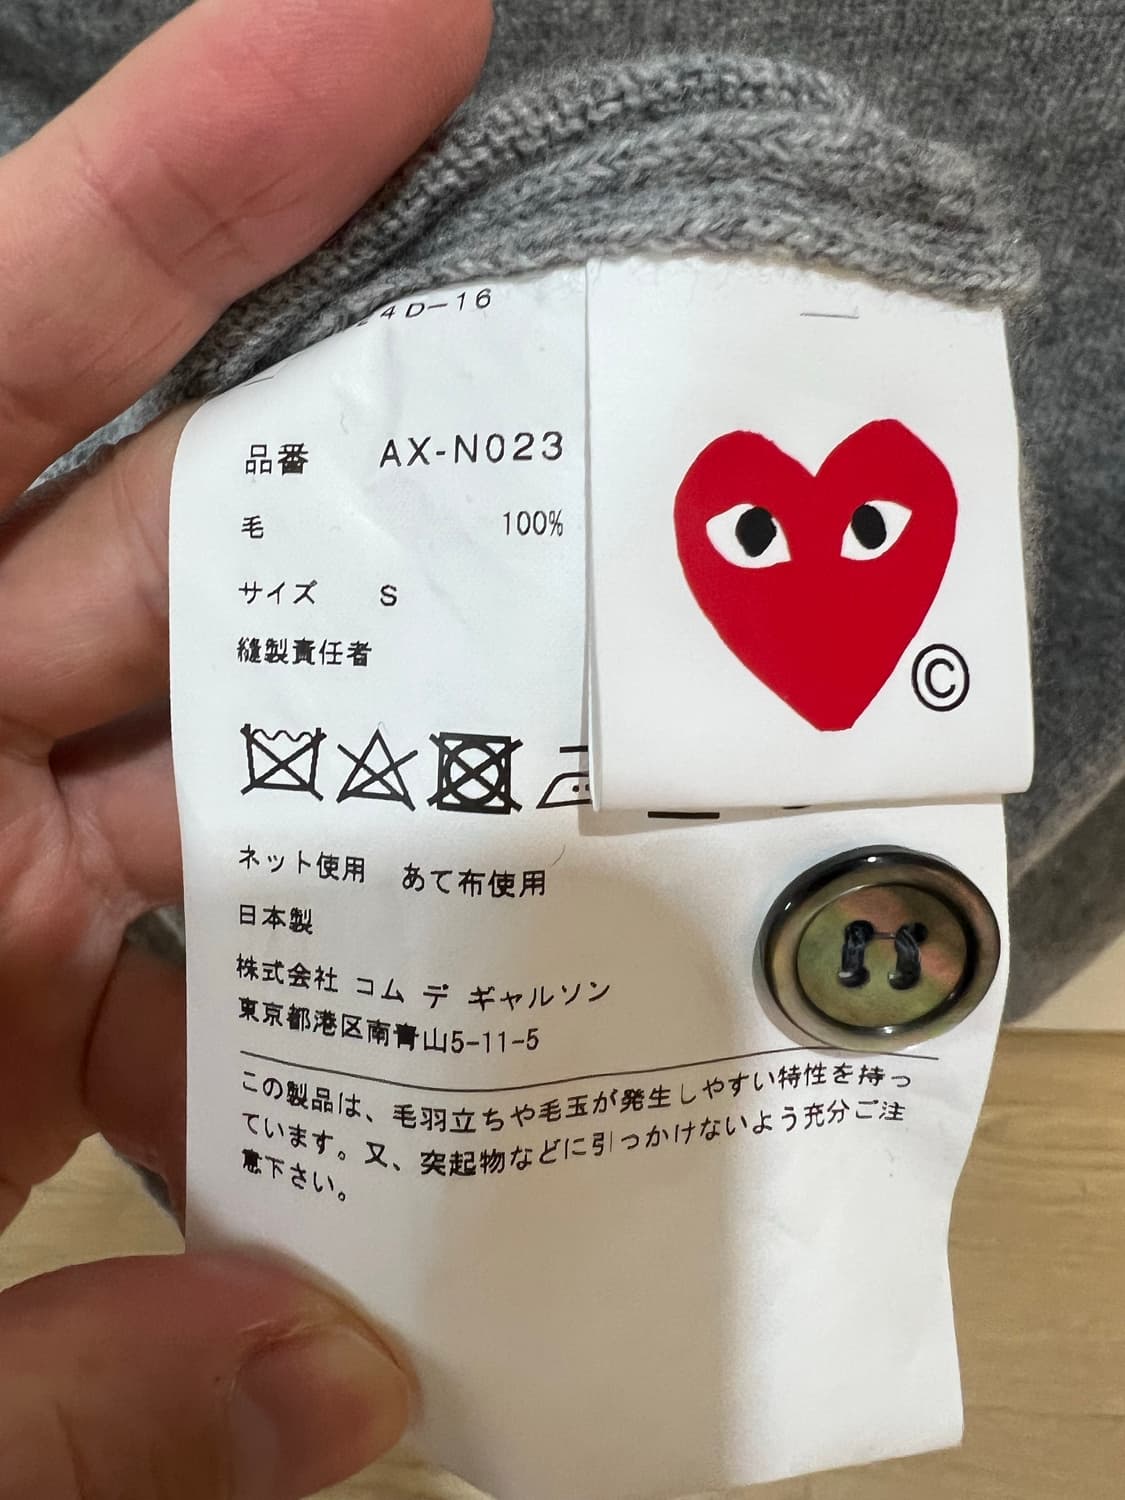 4D-16
品番 AX-N023
毛 100%
サイズ S
縫製責任者
©
ネット使用 あて布使用
日本製
株式会社 コム デ ギャルソン
東京都港区南青山5-11-5
この製品は、毛羽立ちや毛玉が発生しやすい特性を持っ
ています。又、突起物などに引っかけないよう充分ご注
意下さい。